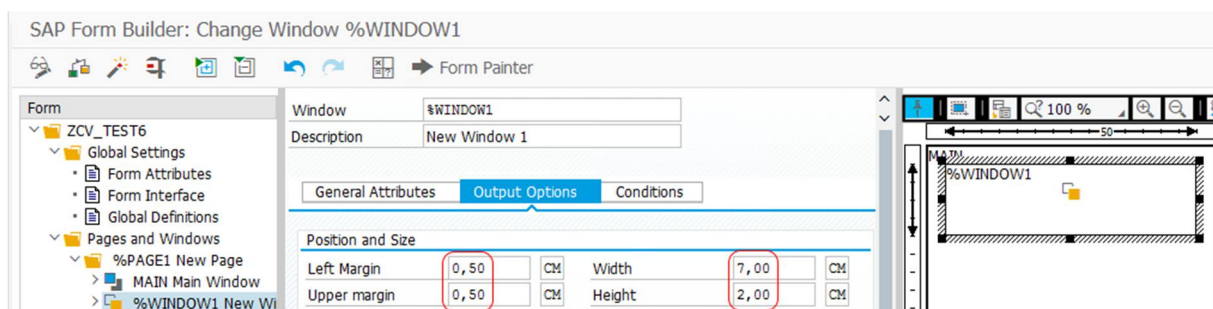 SAP Form Builder: Change Window %WINDOW1
Form Painter
Form
ZCV_TEST6
Global Settings
Form Attributes
Form Interface
Global Definitions
Pages and Windows
%PAGE1 New Page
MAIN Main Window
%WINDOW1 New Wi
Window %WINDOW1
Description New Window 1
General Attributes Output Options Conditions
Position and Size
Left Margin 0,50 CM Width 7,00 CM
Upper margin 0,50 CM Height 2,00 CM
100 %
50
MAIN
%WINDOW1